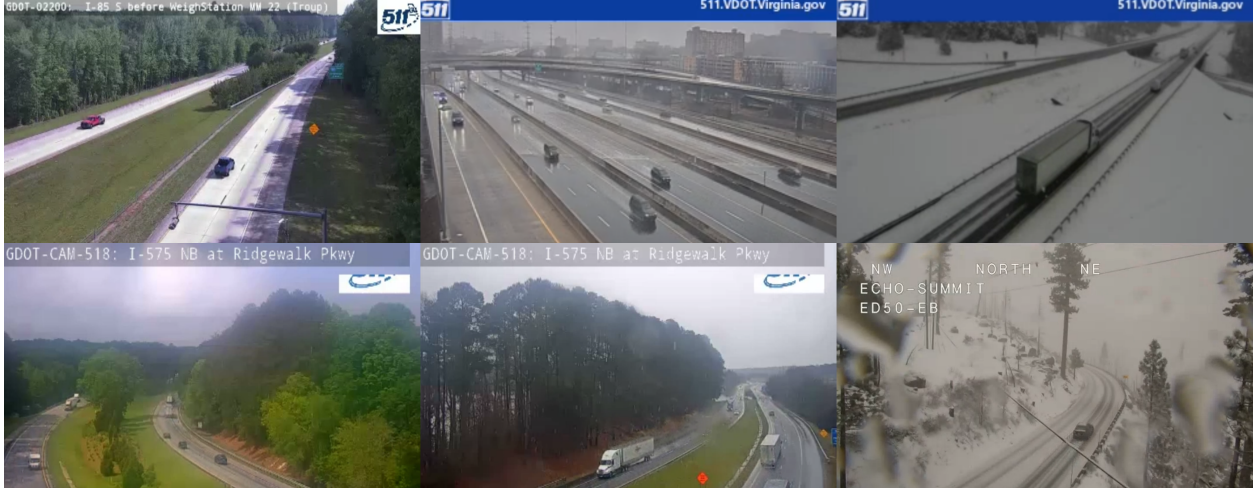 GDOT-02200: I-85 S before WeighStation MM 22 (Troup)
511
511
511.VDOT.Virginia.gov
511
511.VDOT.Virginia.gov
GDOT-CAM-518: I-575 NB at Ridgewalk Pkwy
GDOT-CAM-518: I-575 NB at Ridgewalk Pkwy
NW NORTH NE
ECHO-SUMMIT
ED50-EB